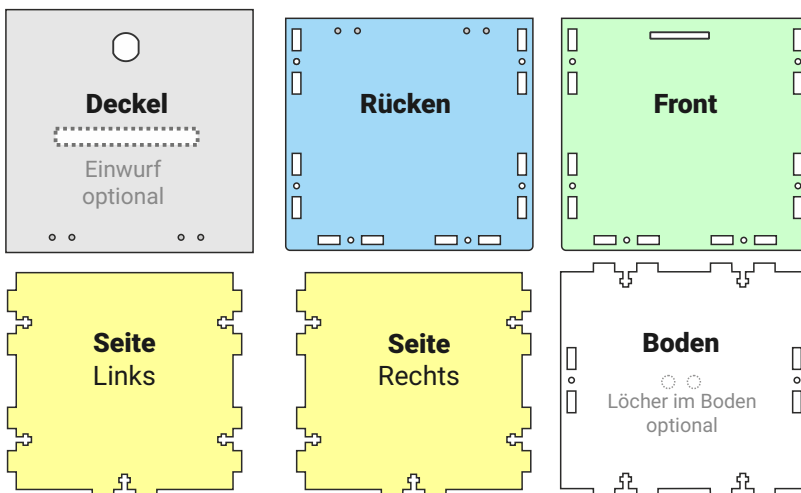 Deckel
Einwurf
optional
Rücken
Front
Seite
Links
Seite
Rechts
Boden
Löcher im Boden
optional